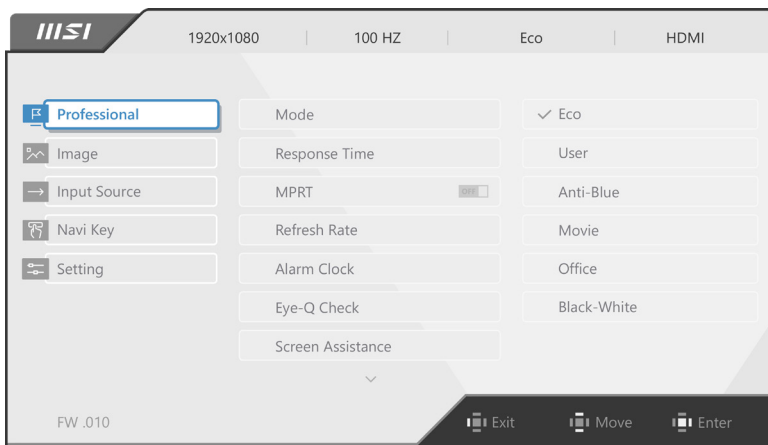 msi 1920x1080 100 HZ Eco HDMI
Professional Mode Eco
Image Response Time User
Input Source MPRT OFF Anti-Blue
Navi Key Refresh Rate Movie
Setting Alarm Clock Office
Eye-Q Check Black-White
Screen Assistance
FW .010 Exit Move Enter